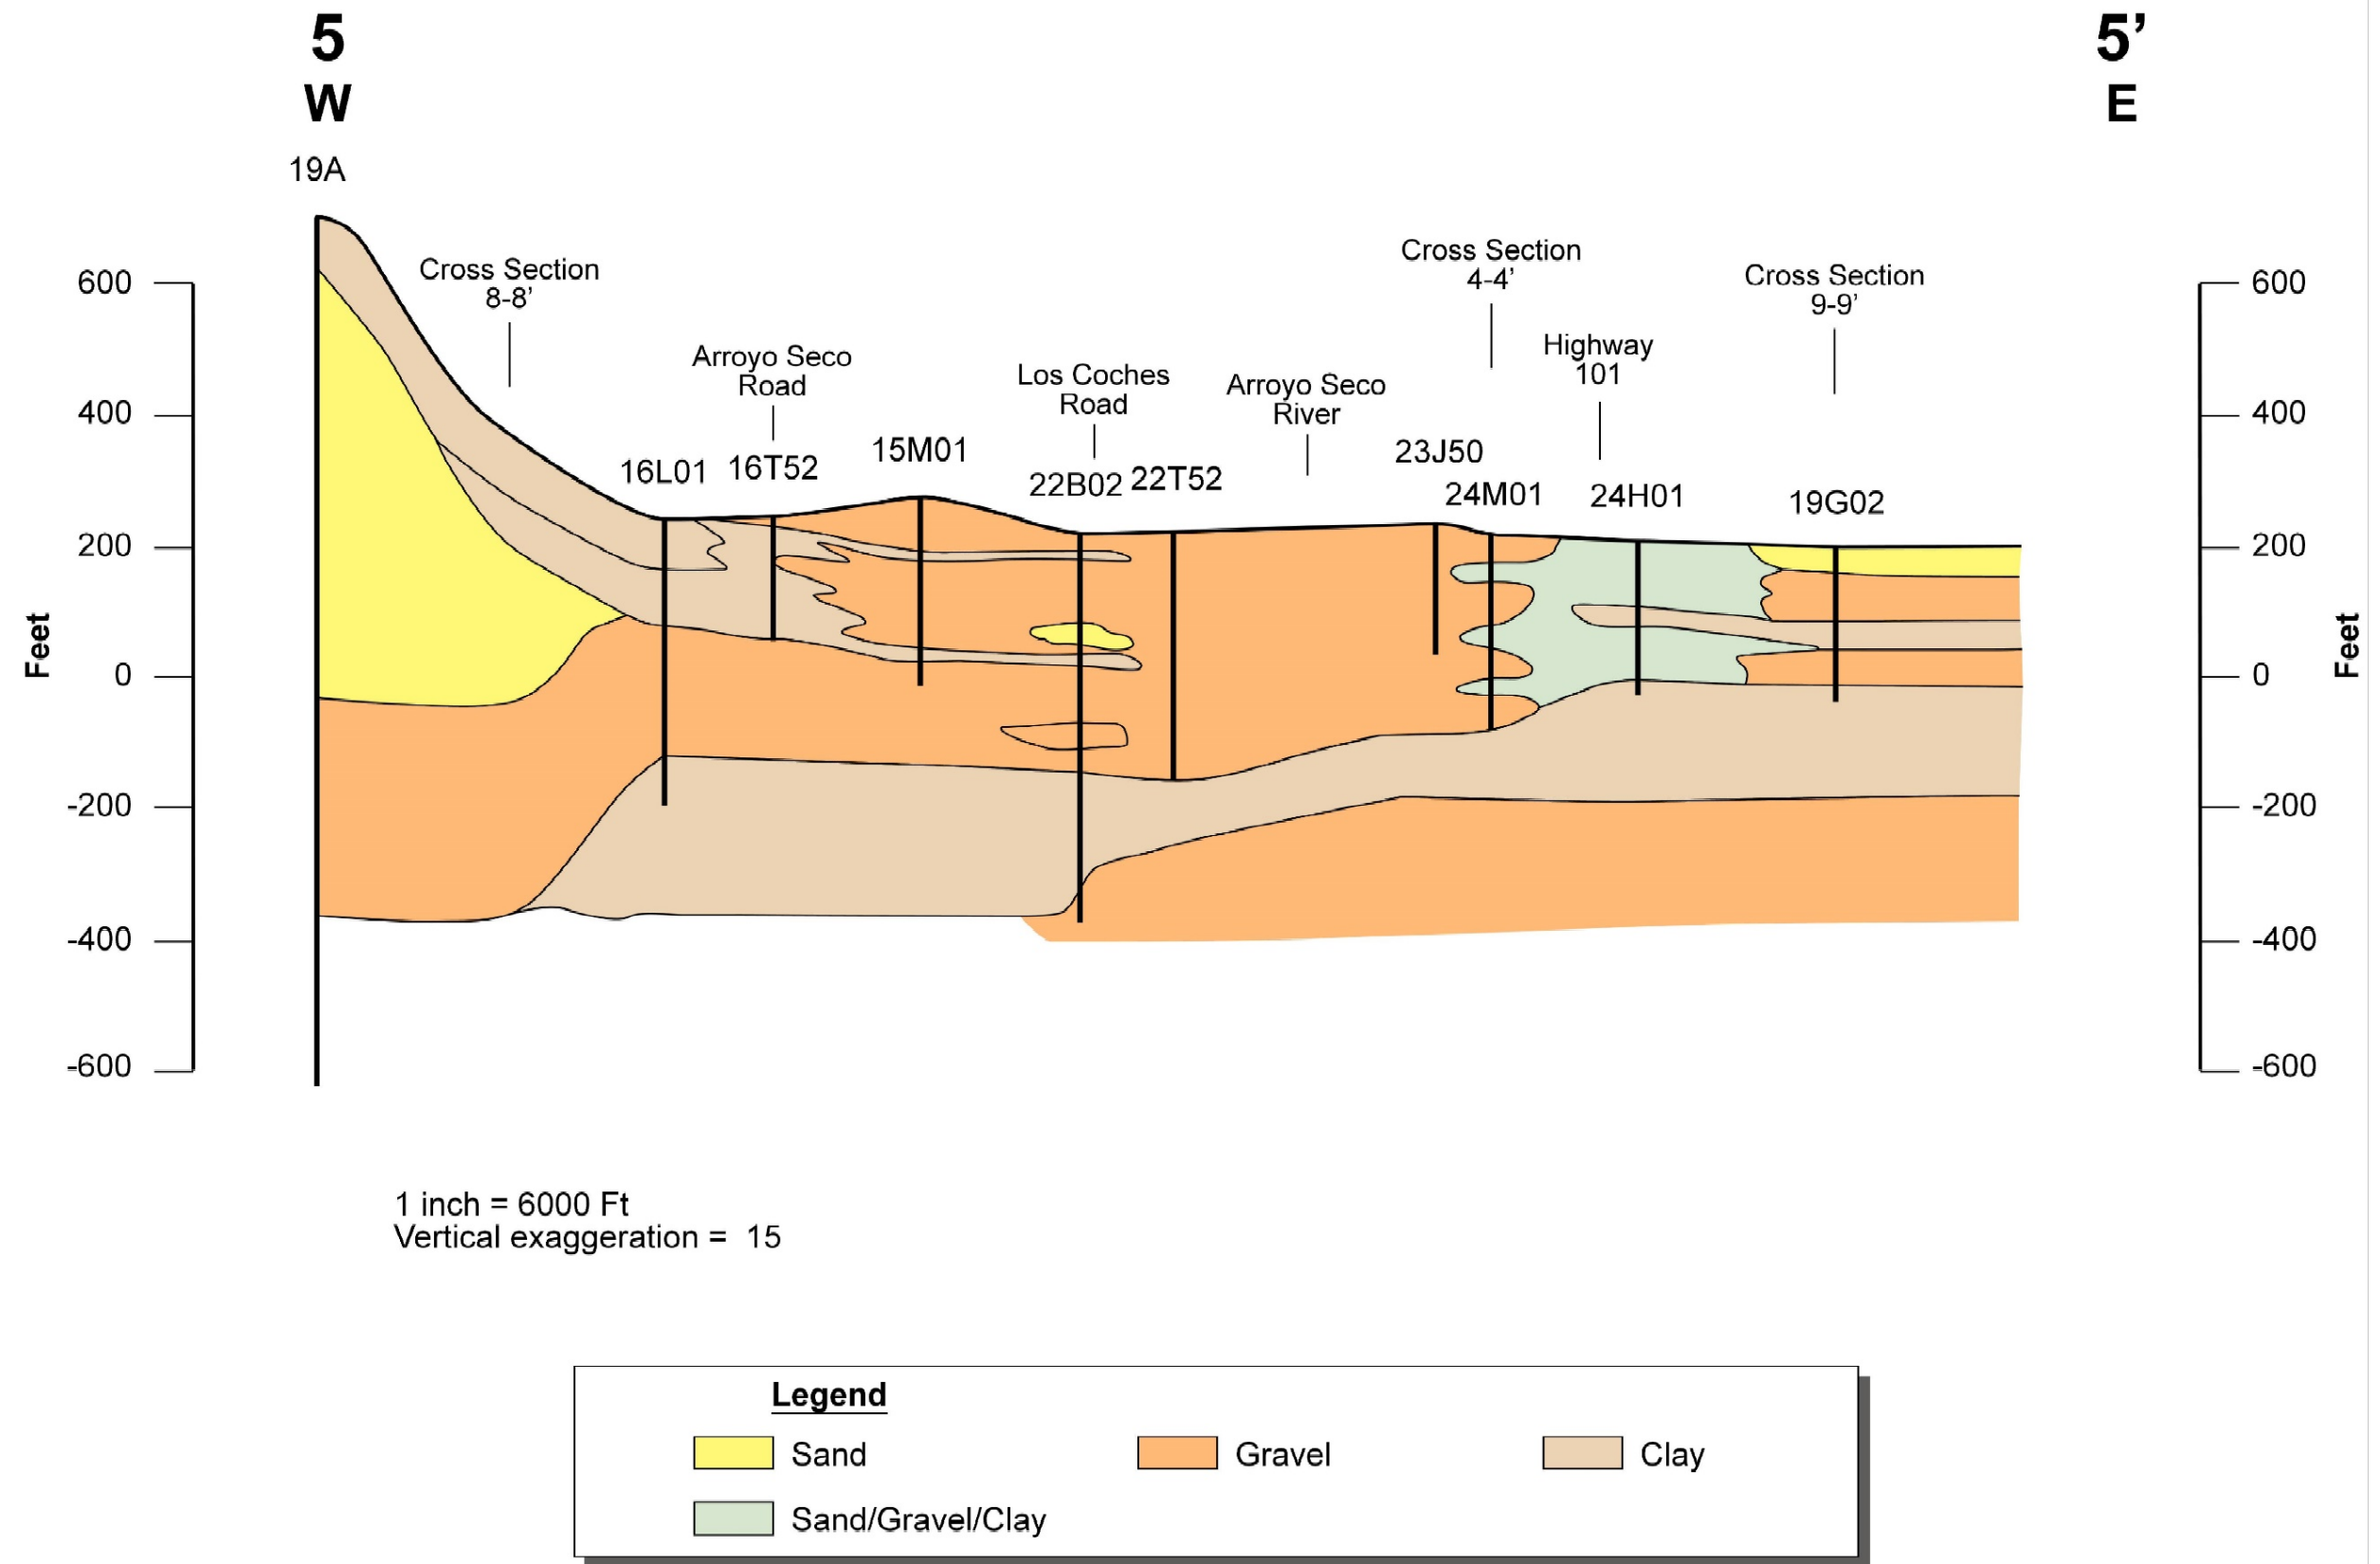 5
5’
W
E
19A
Cross Section
8-8’
Arroyo Seco
Road
Los Coches
Road
Arroyo Seco
River
Cross Section
4-4’
Highway
101
Cross Section
9-9’
16L01
16T52
15M01
22B02
22T52
23J50
24M01
24H01
19G02
600
400
200
0
-200
-400
-600
Feet
600
400
200
0
-200
-400
-600
Feet
1 inch = 6000 Ft
Vertical exaggeration = 15
Legend
Sand
Gravel
Clay
Sand/Gravel/Clay